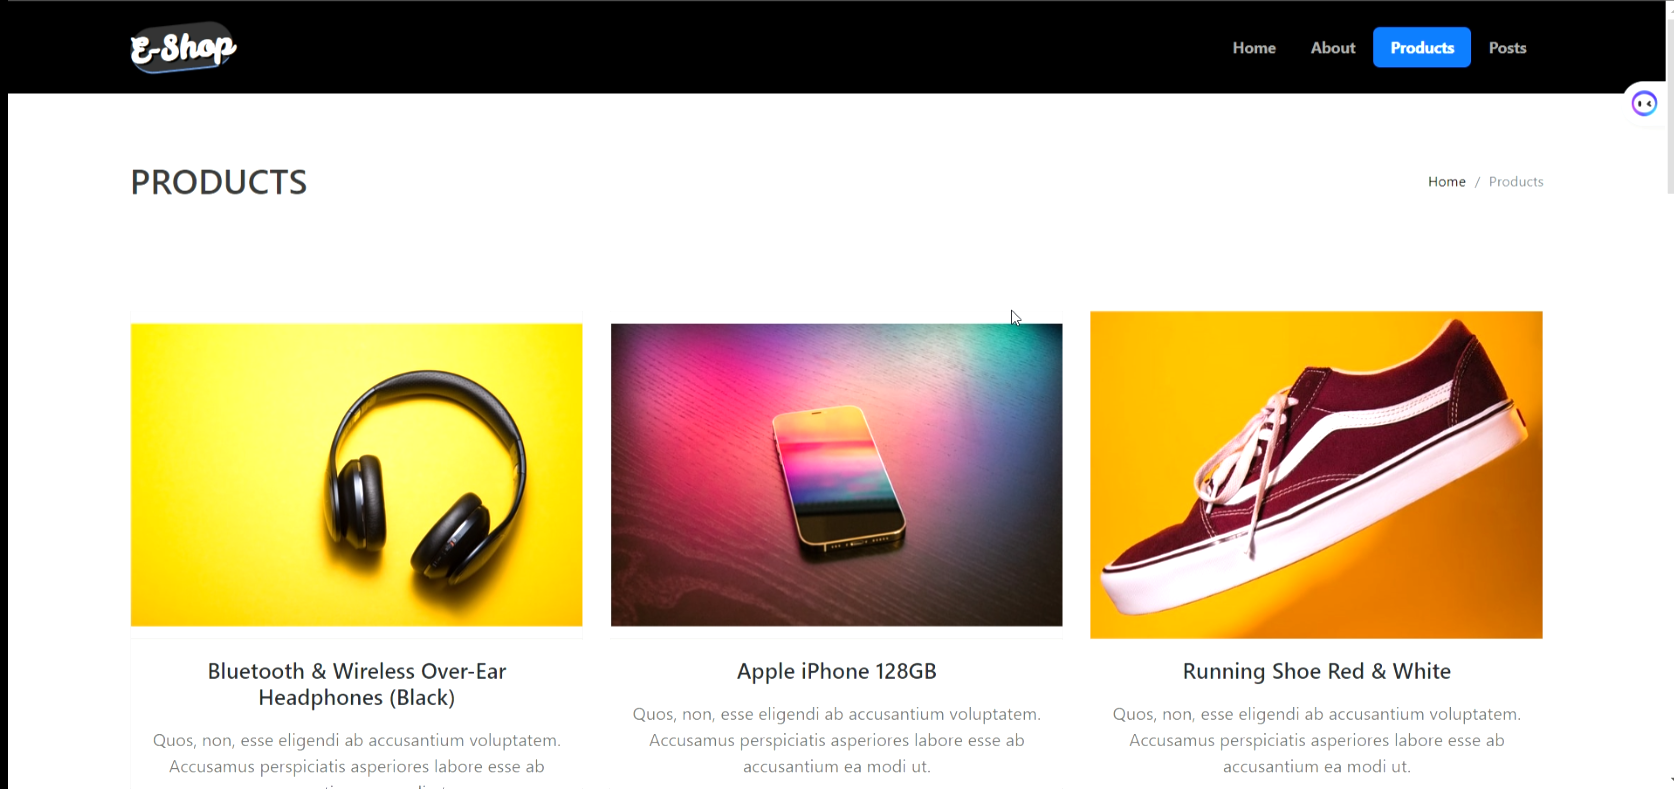 E-Shop
Home About Products Posts
PRODUCTS
Home / Products
Bluetooth & Wireless Over-Ear
Headphones (Black)
Quos, non, esse eligendi ab accusantium voluptatem.
Accusamus perspiciatis asperiores labore esse ab
Apple iPhone 128GB
Quos, non, esse eligendi ab accusantium voluptatem.
Accusamus perspiciatis asperiores labore esse ab
accusantium ea modi ut.
Running Shoe Red & White
Quos, non, esse eligendi ab accusantium voluptatem.
Accusamus perspiciatis asperiores labore esse ab
accusantium ea modi ut.